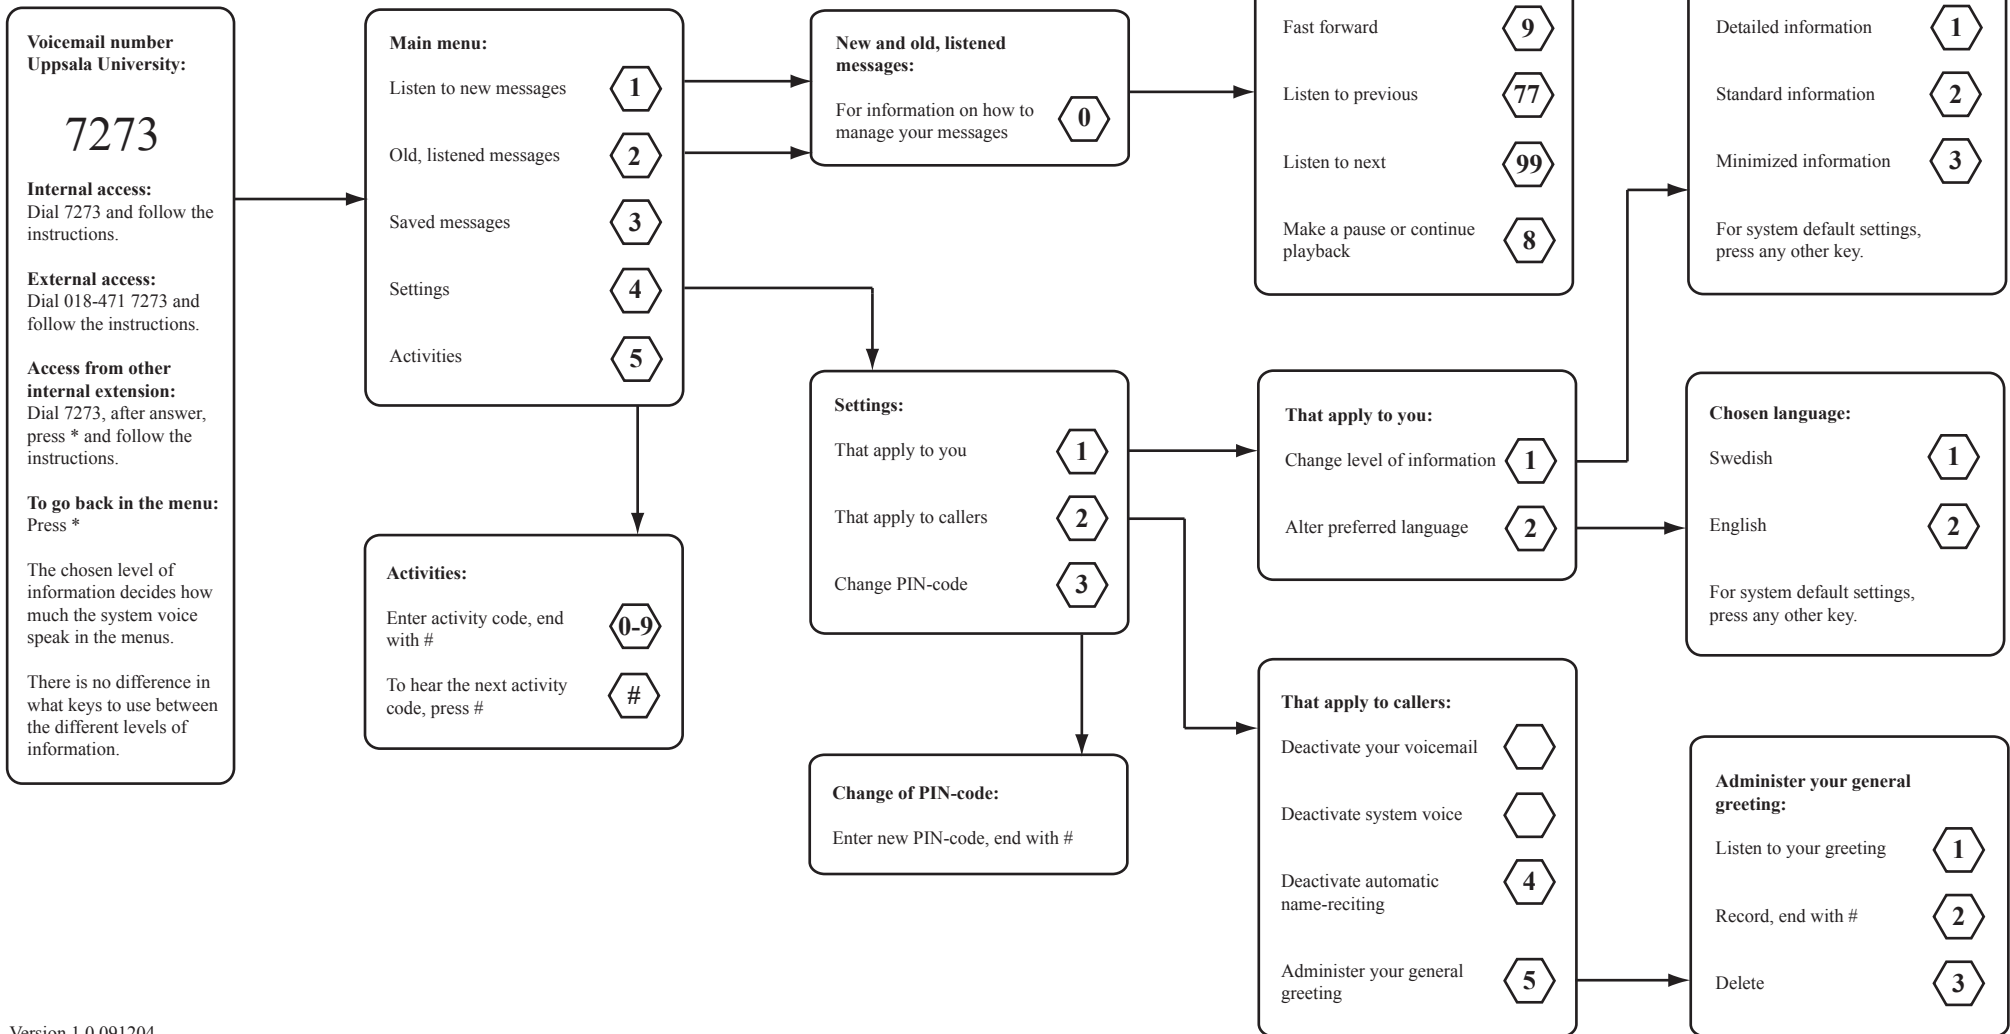 Voicemail number
Uppsala University:
7273
Internal access:
Dial 7273 and follow the
instructions.
External access:
Dial 018-471 7273 and
follow the instructions.
Access from other
internal extension:
Dial 7273, after answer,
press * and follow the
instructions.
To go back in the menu:
Press *
The chosen level of
information decides how
much the system voice
speak in the menus.
There is no difference in
what keys to use between
the different levels of
information.
Main menu:
Listen to new messages 1
Old, listened messages 2
Saved messages 3
Settings 4
Activities 5
Activities:
Enter activity code, end
with #
0-9
To hear the next activity
code, press #
#
New and old, listened
messages:
For information on how to
manage your messages
0
Settings:
That apply to you 1
That apply to callers 2
Change PIN-code 3
Change of PIN-code:
Enter new PIN-code, end with #
Fast forward 9
Listen to previous 77
Listen to next 99
Make a pause or continue
playback
8
That apply to you:
Change level of information 1
Alter preferred language 2
That apply to callers:
Deactivate your voicemail
Deactivate system voice
Deactivate automatic
name-reciting
4
Administer your general
greeting
5
Detailed information 1
Standard information 2
Minimized information 3
For system default settings,
press any other key.
Chosen language:
Swedish 1
English 2
For system default settings,
press any other key.
Administer your general
greeting:
Listen to your greeting 1
Record, end with # 2
Delete 3
Version 1.0 091204